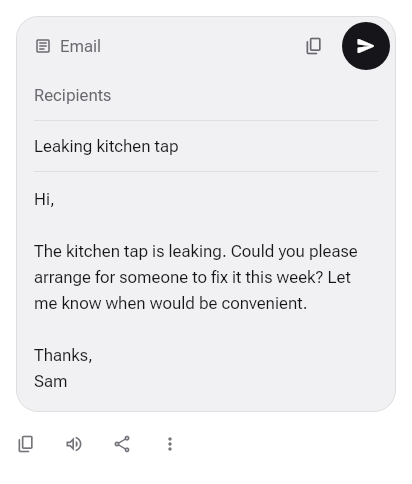 Email
Recipients
Leaking kitchen tap
Hi,
The kitchen tap is leaking. Could you please
arrange for someone to fix it this week? Let
me know when would be convenient.
Thanks,
Sam